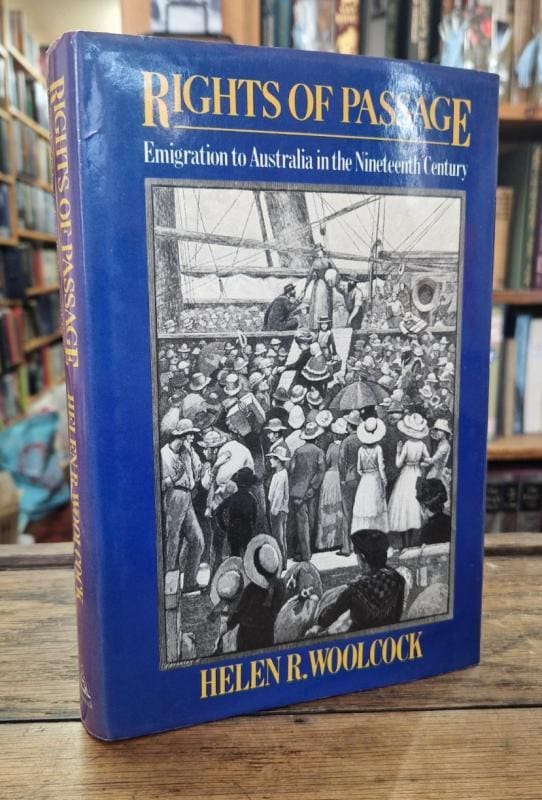 RIGHTS OF PASSAGE
Emigration to Australia in the Nineteenth Century
HELEN R. WOOLCOCK
RIGHTS OF PASSAGE HELEN R. WOOLCOCK